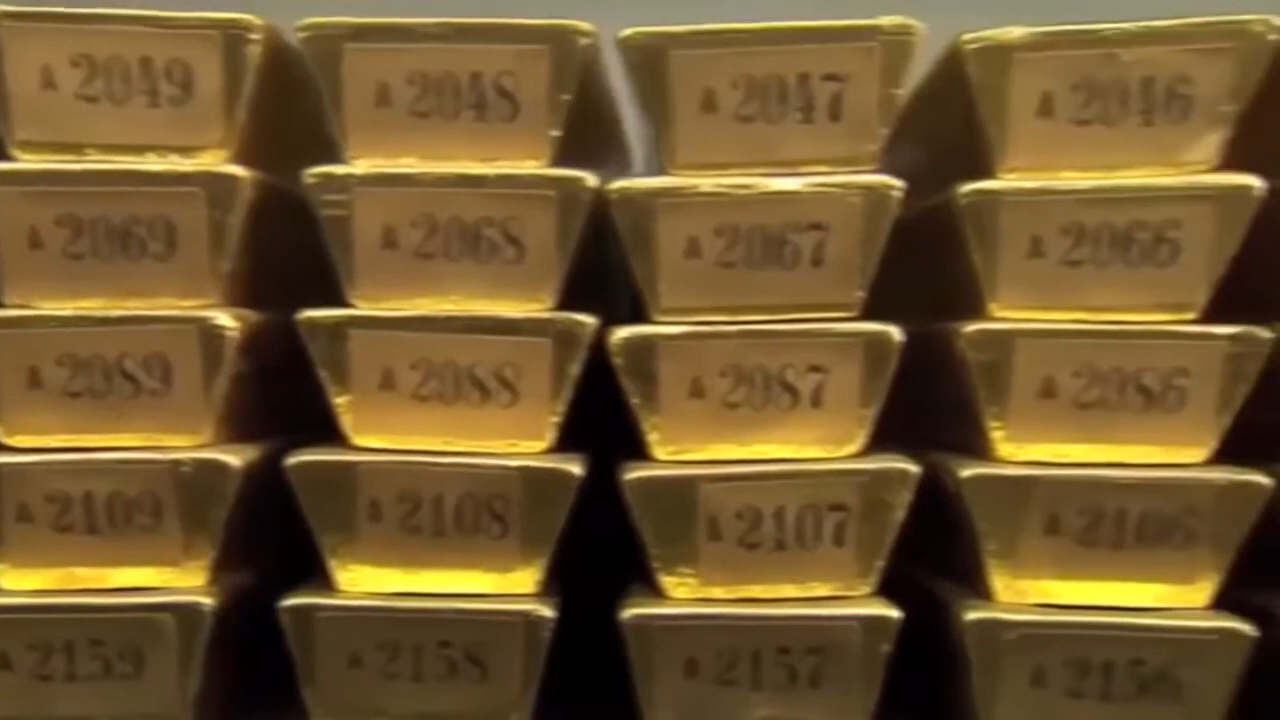 A 2049 A 2048 A 2047 A 2046
A 2069 A 2068 A 2067 A 2066
A 2089 A 2088 A 2087 A 2086
A 2109 A 2108 A 2107 A 2106
A 2159 A 2158 A 2157 A 2156